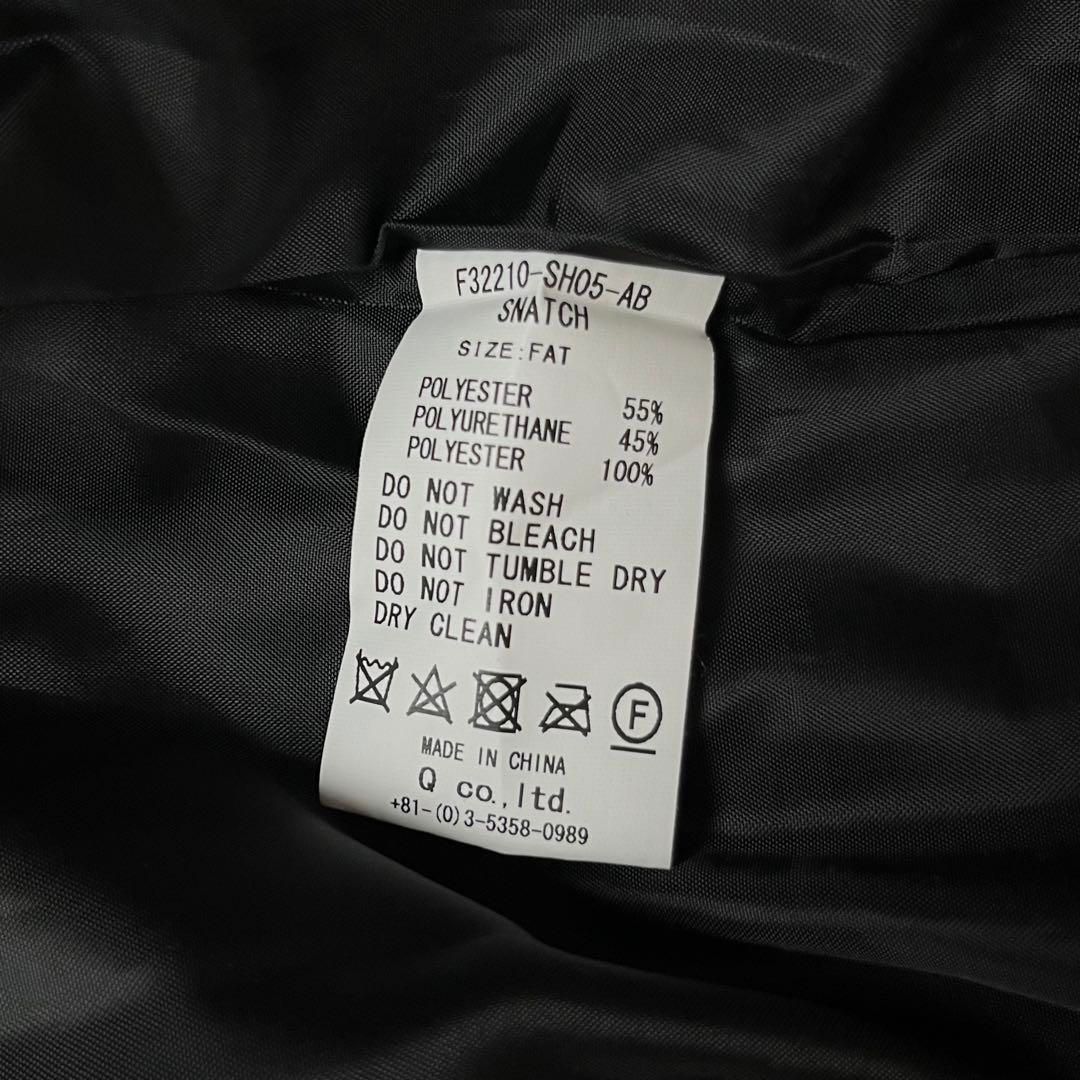 F32210-SH05-AB
SNATCH
SIZE:FAT
POLYESTER 55%
POLYURETHANE 45%
POLYESTER 100%
DO NOT WASH
DO NOT BLEACH
DO NOT TUMBLE DRY
DO NOT IRON
DRY CLEAN
F
MADE IN CHINA
Q co.,ltd.
+81-(0)3-5358-0989